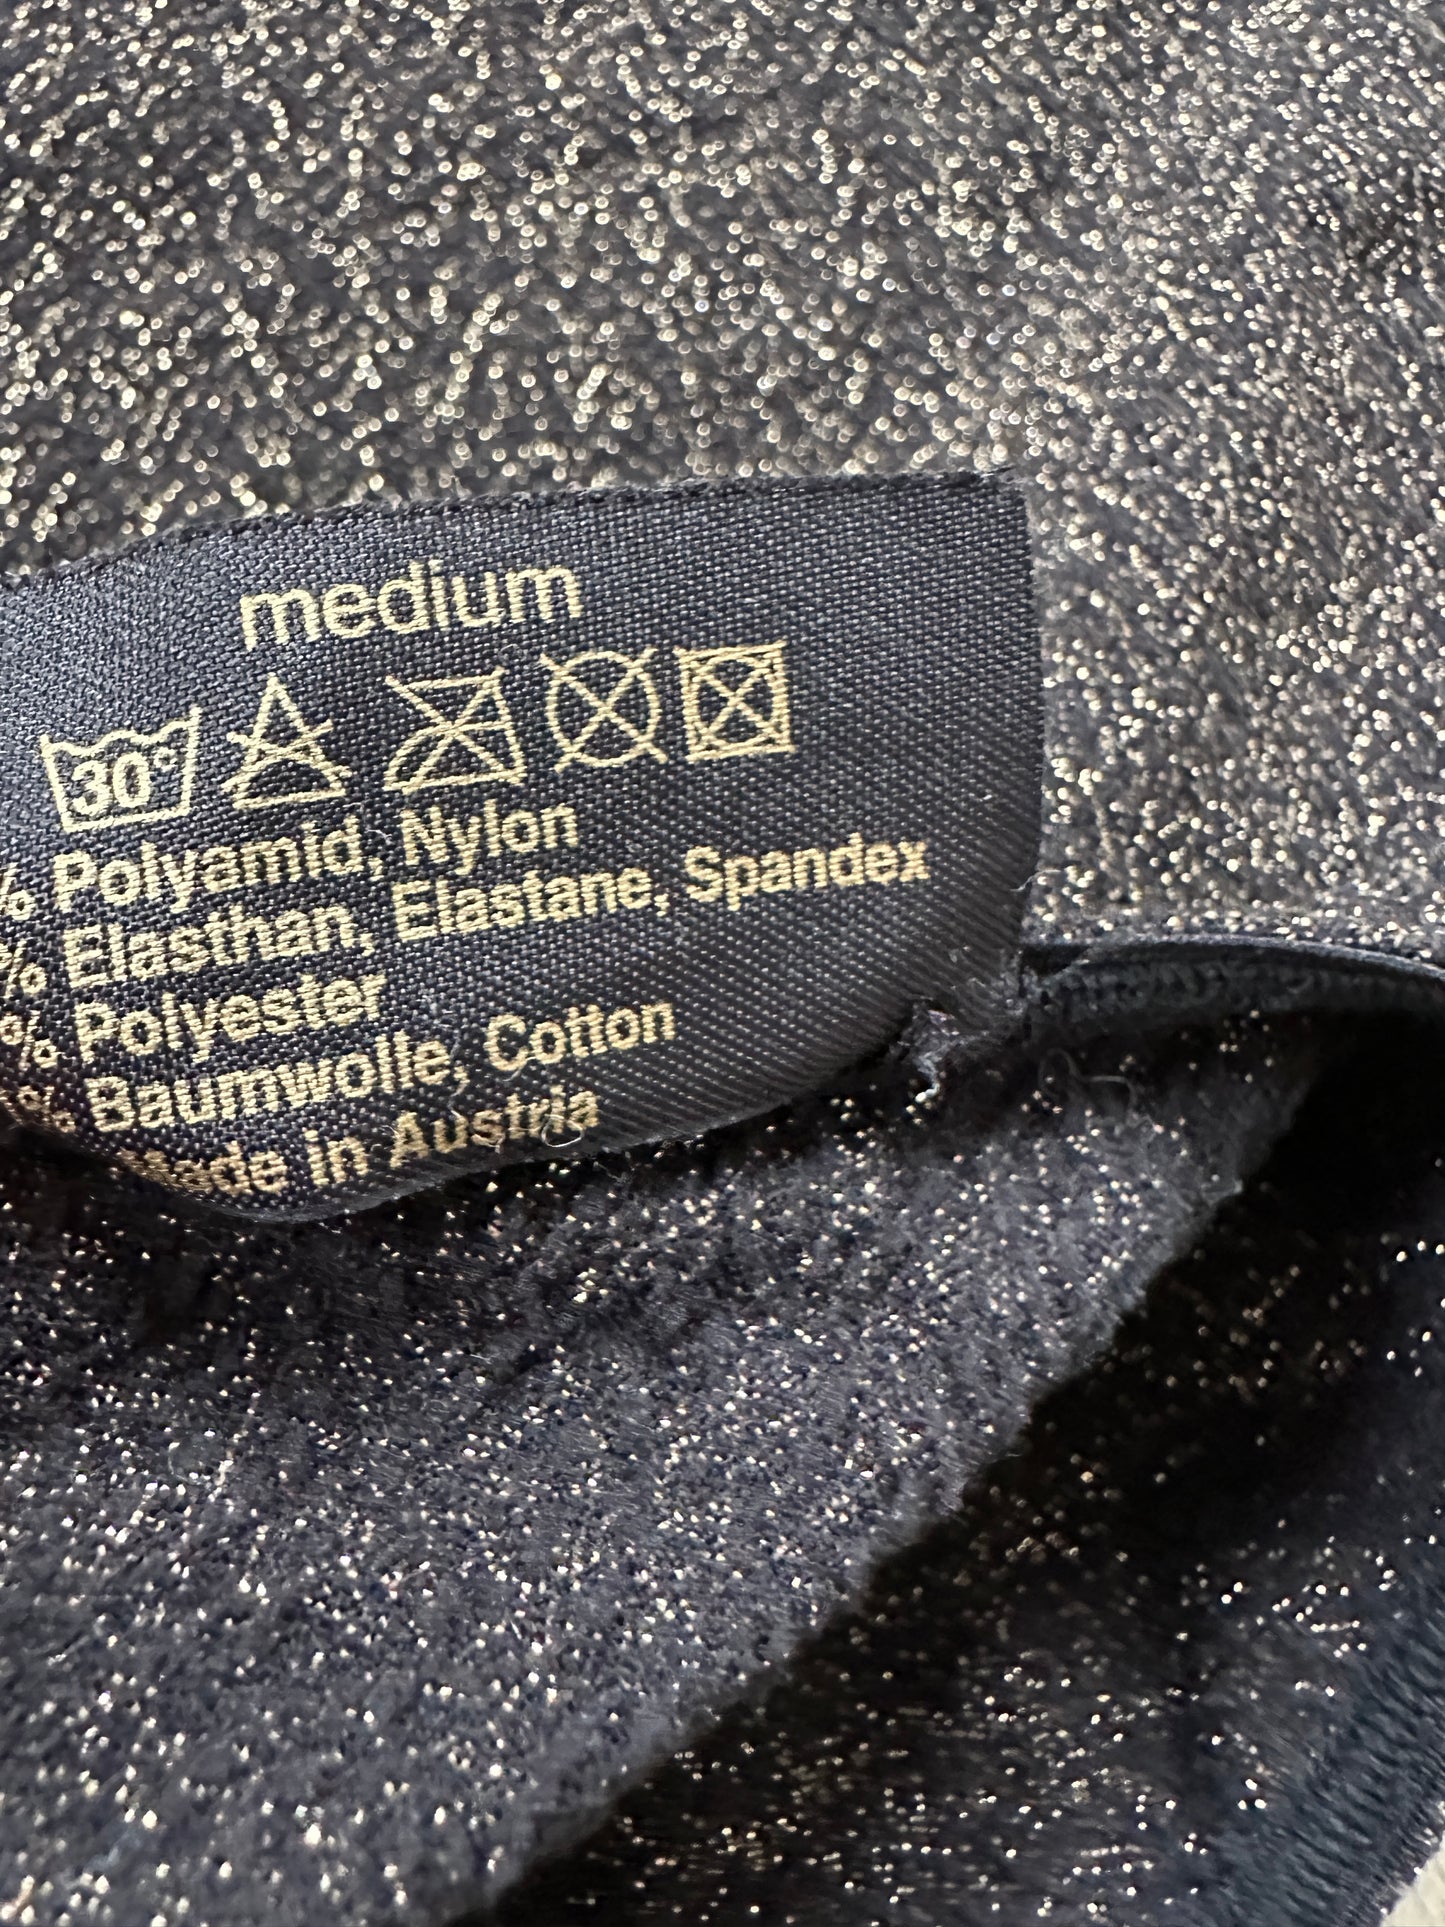 medium
30°c
% Polyamid, Nylon
% Elasthan, Elastane, Spandex
% Polyester
% Baumwolle, Cotton
Made in Austria